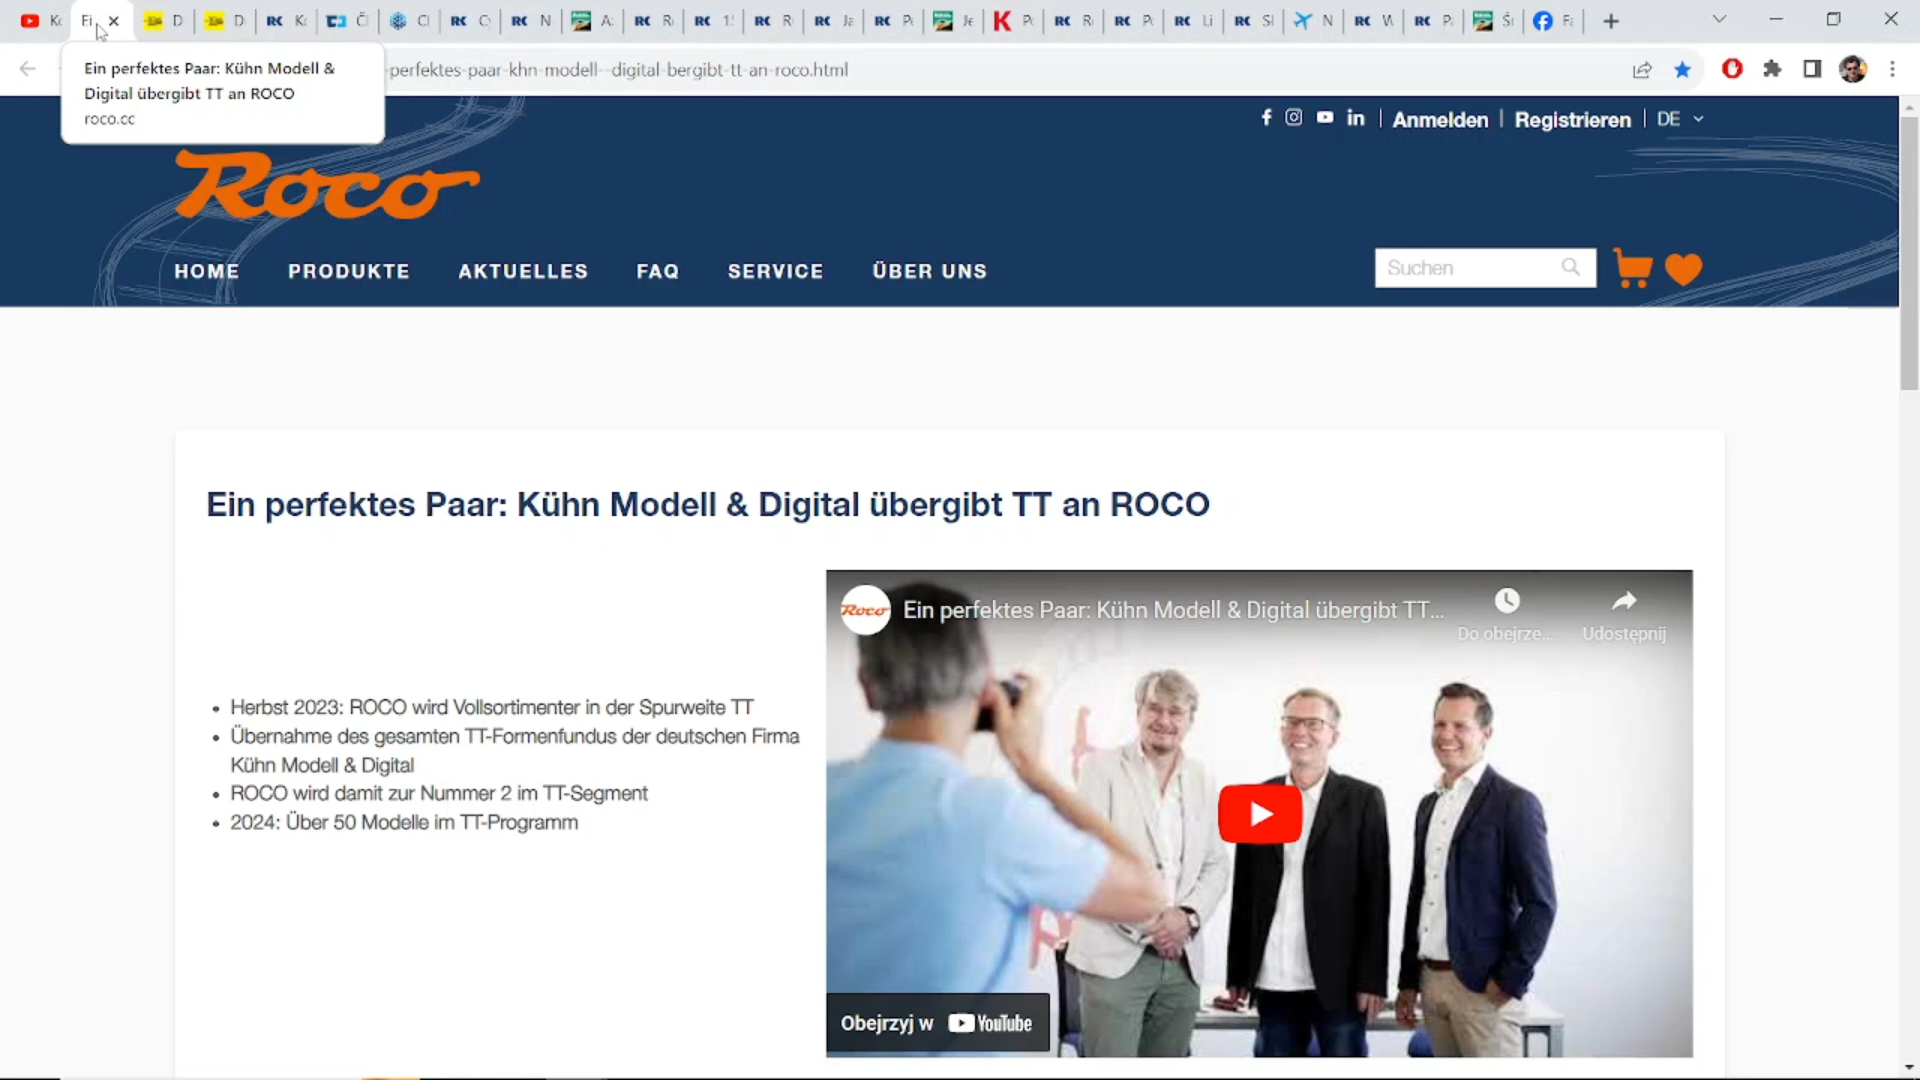 Ein perfektes Paar: Kühn Modell &
Digital übergibt TT an ROCO
roco.cc
perfektes-paar-khn-modell--digital-bergibt-tt-an-roco.html
Anmelden | Registrieren | DE
Roco
HOME PRODUKTE AKTUELLES FAQ SERVICE ÜBER UNS
Suchen
Ein perfektes Paar: Kühn Modell & Digital übergibt TT an ROCO
• Herbst 2023: ROCO wird Vollsortimenter in der Spurweite TT
• Übernahme des gesamten TT-Formenfundus der deutschen Firma
Kühn Modell & Digital
• ROCO wird damit zur Nummer 2 im TT-Segment
• 2024: Über 50 Modelle im TT-Programm
Roco
Ein perfektes Paar: Kühn Modell & Digital übergibt TT...
Do obejrze...
Udostępnij
Obejrzyj w YouTube